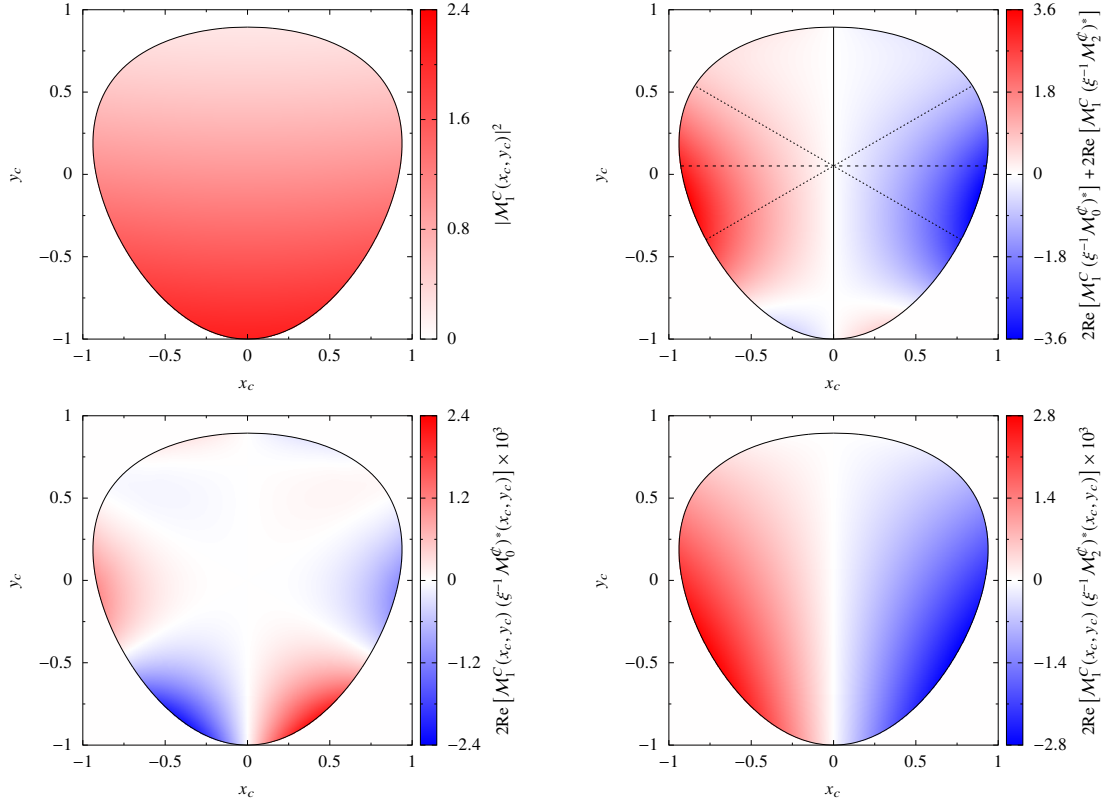 1
0.5
0
−0.5
−1
−1 −0.5 0 0.5 1
x_c
y_c
2.4
1.6
0.8
0
|M_1^C(x_c, y_c)|^2
1
0.5
0
−0.5
−1
−1 −0.5 0 0.5 1
x_c
y_c
3.6
1.8
0
−1.8
−3.6
2Re [M_1^C (ξ^{-1} M_0^₵)^*] + 2Re [M_1^C (ξ^{-1} M_2^₵)^*]
1
0.5
0
−0.5
−1
−1 −0.5 0 0.5 1
x_c
y_c
2.4
1.2
0
−1.2
−2.4
2Re [M_1^C(x_c, y_c) (ξ^{-1} M_0^₵)^*(x_c, y_c)] × 10^3
1
0.5
0
−0.5
−1
−1 −0.5 0 0.5 1
x_c
y_c
2.8
1.4
0
−1.4
−2.8
2Re [M_1^C(x_c, y_c) (ξ^{-1} M_2^₵)^*(x_c, y_c)] × 10^3